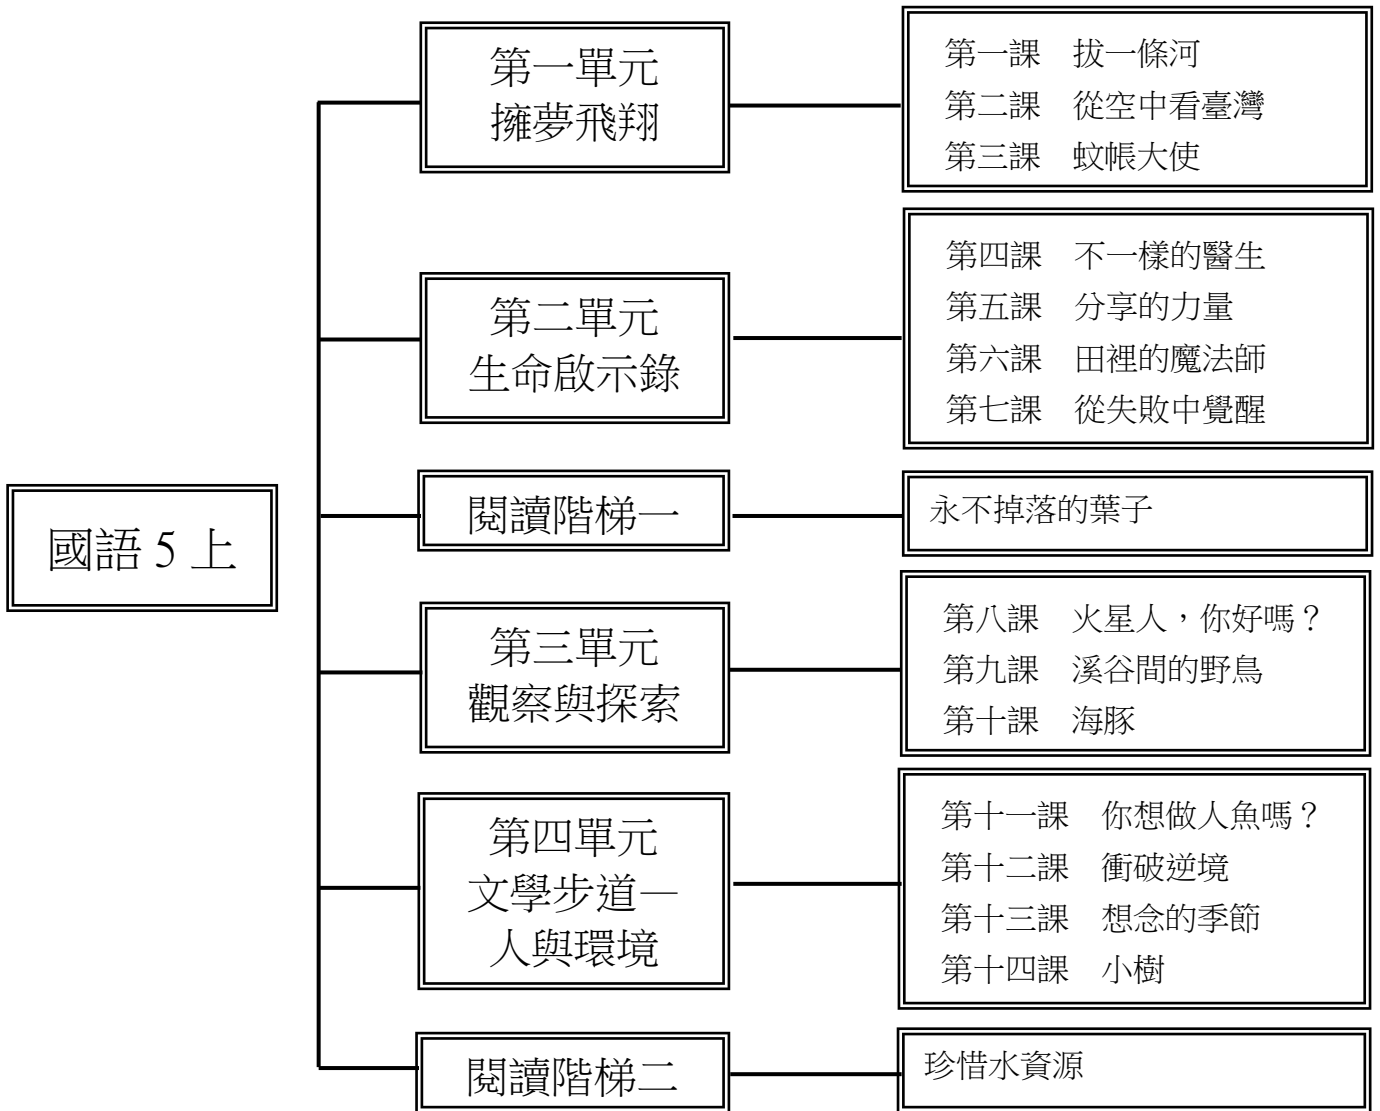 國語 5 上
第一單元
擁夢飛翔
第一課　拔一條河
第二課　從空中看臺灣
第三課　蚊帳大使
第二單元
生命啟示錄
第四課　不一樣的醫生
第五課　分享的力量
第六課　田裡的魔法師
第七課　從失敗中覺醒
閱讀階梯一
永不掉落的葉子
第三單元
觀察與探索
第八課　火星人，你好嗎？
第九課　溪谷間的野鳥
第十課　海豚
第四單元
文學步道—
人與環境
第十一課　你想做人魚嗎？
第十二課　衝破逆境
第十三課　想念的季節
第十四課　小樹
閱讀階梯二
珍惜水資源